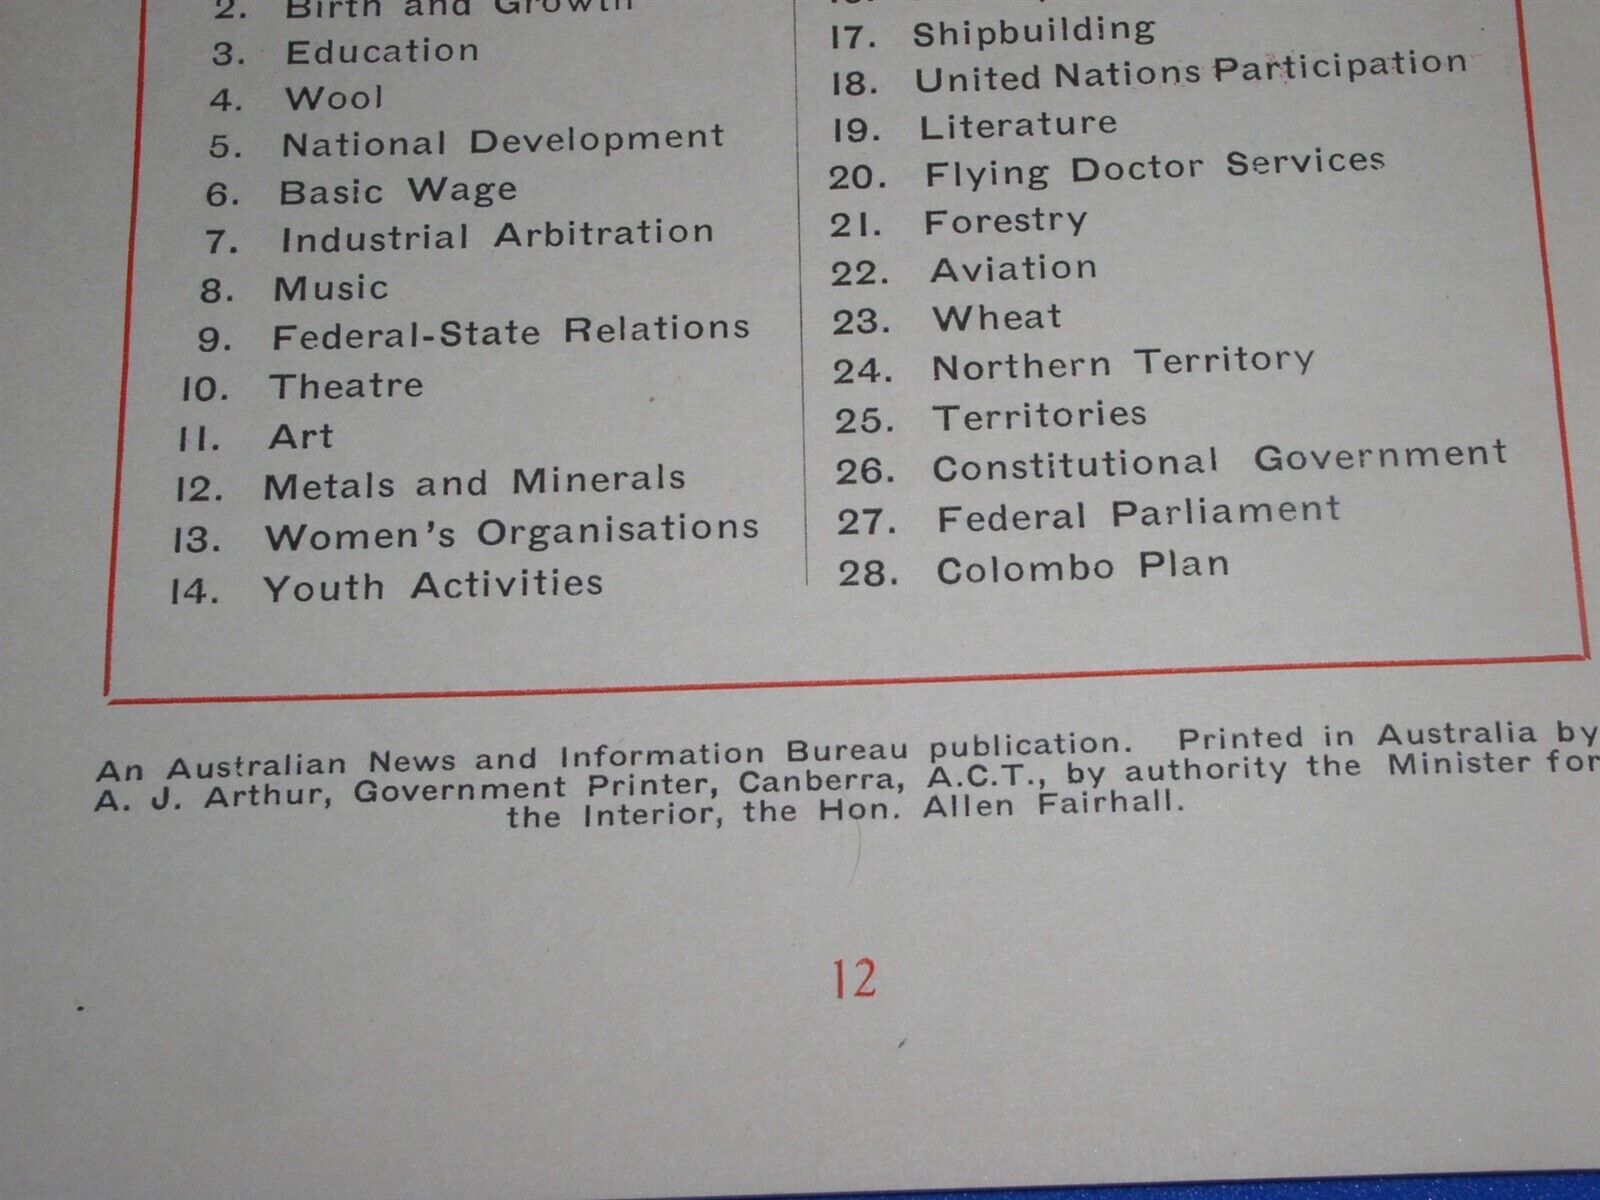 2. Birth and Growth
3. Education
4. Wool
5. National Development
6. Basic Wage
7. Industrial Arbitration
8. Music
9. Federal-State Relations
10. Theatre
11. Art
12. Metals and Minerals
13. Women's Organisations
14. Youth Activities
17. Shipbuilding
18. United Nations Participation
19. Literature
20. Flying Doctor Services
21. Forestry
22. Aviation
23. Wheat
24. Northern Territory
25. Territories
26. Constitutional Government
27. Federal Parliament
28. Colombo Plan
An Australian News and Information Bureau publication. Printed in Australia by
A. J. Arthur, Government Printer, Canberra, A.C.T., by authority the Minister for
the Interior, the Hon. Allen Fairhall.
12